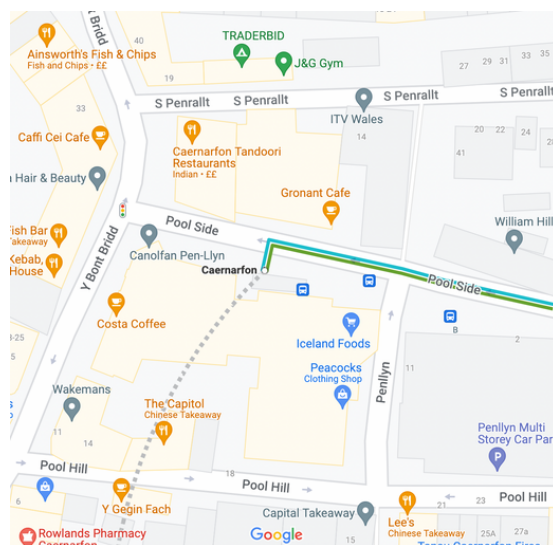 Ainsworth's Fish & Chips
Fish and Chips • ££
Y Bont Bridd
TRADERBID
J&G Gym
40
19
33
27
29
31
33
S Penrallt
S Penrallt
S Penrallt
ITV Wales
14
22
20
24
41
Caffi Cei Cafe
Caernarfon Tandoori
Restaurants
Indian • ££
a Hair & Beauty
Gronant Cafe
William Hill
Pool Side
Fish Bar
Takeaway
Kebab,
House
Canolfan Pen-Llyn
Caernarfon
Pool Side
Y Bont Bridd
Costa Coffee
B
Iceland Foods
2
Peacocks
Clothing Shop
Penllyn
11
Wakemans
The Capitol
Chinese Takeaway
11
14
Penllyn Multi
Storey Car Par
Pool Hill
18
Pool Hill
Pool Hill
6
Y Gegin Fach
Capital Takeaway
Lee's
Chinese Takeaway
21
23
Rowlands Pharmacy
Google
25A
27a